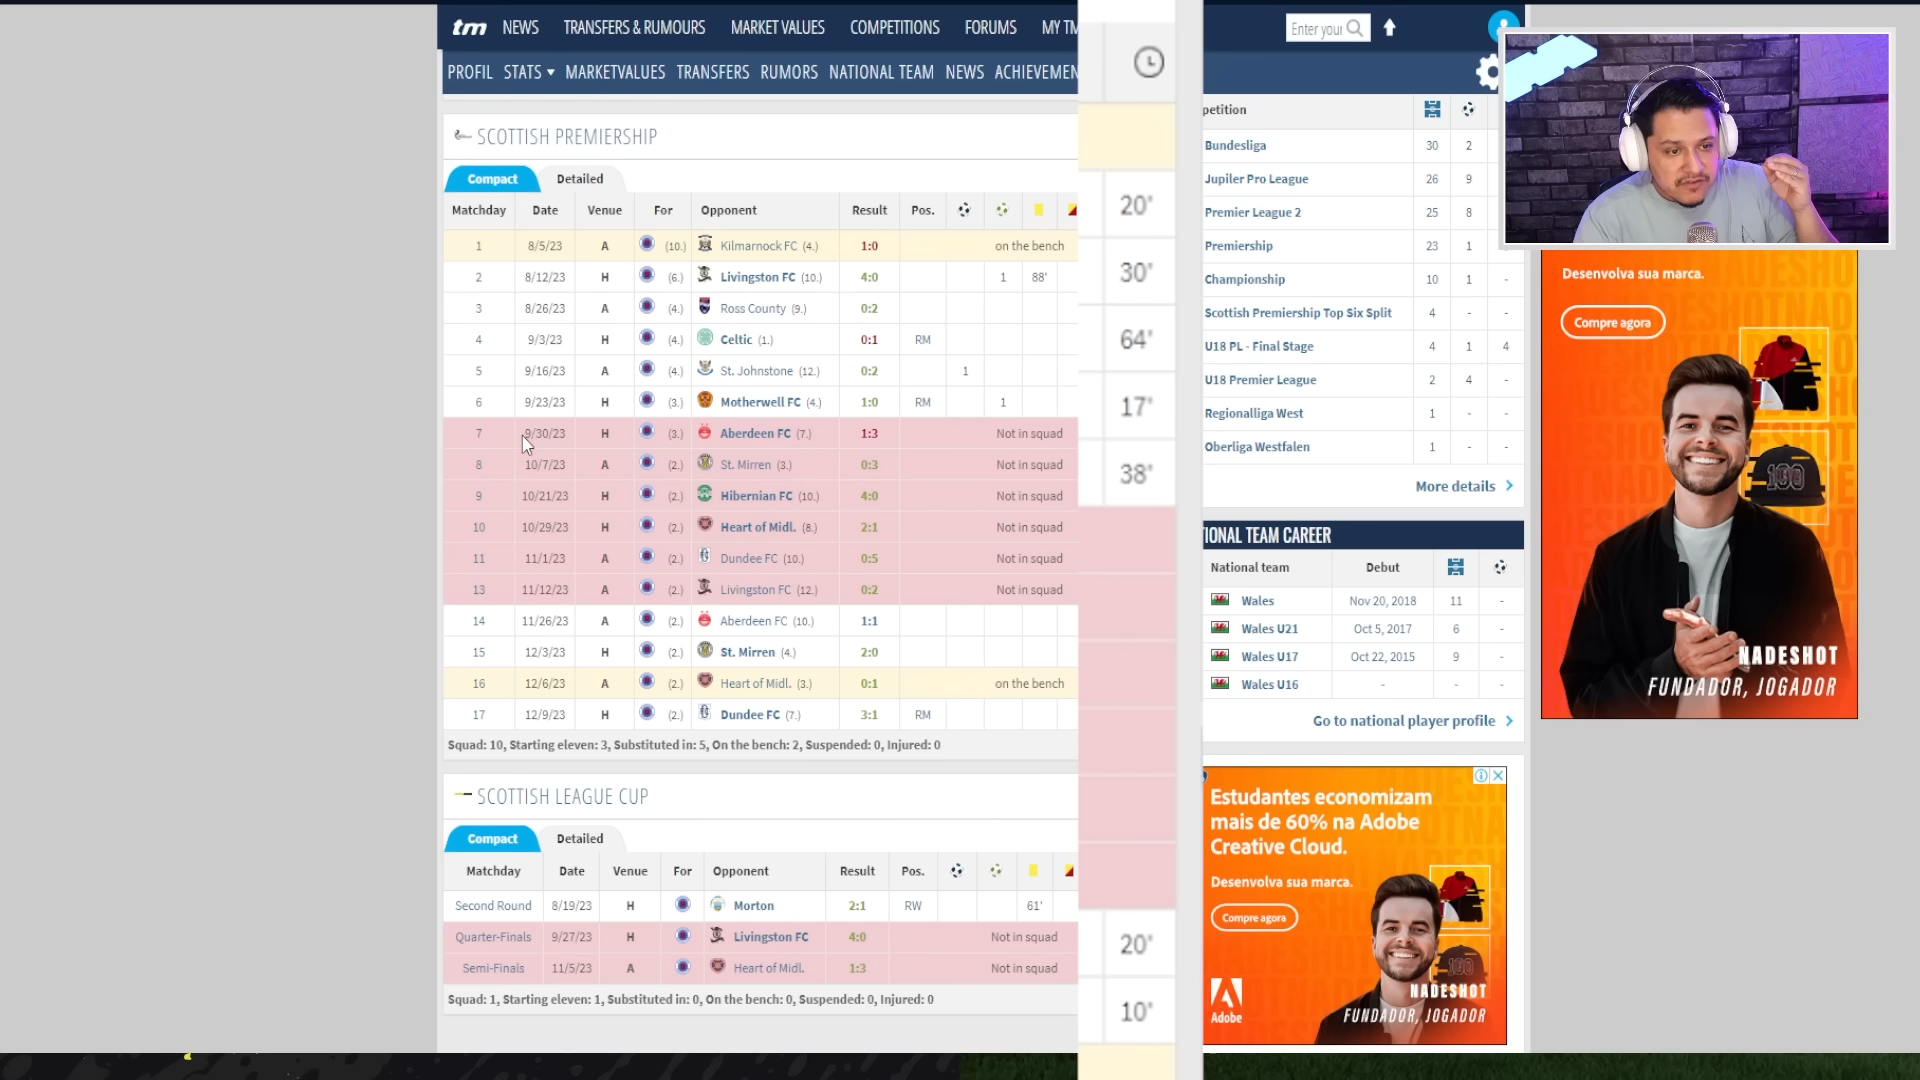 tm NEWS TRANSFERS & RUMOURS MARKET VALUES COMPETITIONS FORUMS MY TM
PROFIL STATS MARKETVALUES TRANSFERS RUMORS NATIONAL TEAM NEWS ACHIEVEMEN
SCOTTISH PREMIERSHIP
Compact Detailed
Matchday Date Venue For Opponent Result Pos.
1 8/5/23 A (10.) Kilmarnock FC (4.) 1:0 on the bench
2 8/12/23 H (6.) Livingston FC (10.) 4:0 1 88'
3 8/26/23 A (4.) Ross County (9.) 0:2
4 9/3/23 H (4.) Celtic (1.) 0:1 RM
5 9/16/23 A (4.) St. Johnstone (12.) 0:2 1
6 9/23/23 H (3.) Motherwell FC (4.) 1:0 RM 1
7 9/30/23 H (3.) Aberdeen FC (7.) 1:3 Not in squad
8 10/7/23 A (2.) St. Mirren (3.) 0:3 Not in squad
9 10/21/23 H (2.) Hibernian FC (10.) 4:0 Not in squad
10 10/29/23 H (2.) Heart of Midl. (8.) 2:1 Not in squad
11 11/1/23 A (2.) Dundee FC (10.) 0:5 Not in squad
13 11/12/23 A (2.) Livingston FC (12.) 0:2 Not in squad
14 11/26/23 A (2.) Aberdeen FC (10.) 1:1
15 12/3/23 H (2.) St. Mirren (4.) 2:0
16 12/6/23 A (2.) Heart of Midl. (3.) 0:1 on the bench
17 12/9/23 H (2.) Dundee FC (7.) 3:1 RM
Squad: 10, Starting eleven: 3, Substituted in: 5, On the bench: 2, Suspended: 0, Injured: 0
SCOTTISH LEAGUE CUP
Compact Detailed
Matchday Date Venue For Opponent Result Pos.
Second Round 8/19/23 H Morton 2:1 RW 61'
Quarter-Finals 9/27/23 H Livingston FC 4:0 Not in squad
Semi-Finals 11/5/23 A Heart of Midl. 1:3 Not in squad
Squad: 1, Starting eleven: 1, Substituted in: 0, On the bench: 0, Suspended: 0, Injured: 0
20'
30'
64'
17'
38'
20'
10'
Enter your
petition
Bundesliga 30 2
Jupiler Pro League 26 9
Premier League 2 25 8
Premiership 23 1
Championship 10 1 -
Scottish Premiership Top Six Split 4 - -
U18 PL - Final Stage 4 1 4
U18 Premier League 2 4 -
Regionalliga West 1 - -
Oberliga Westfalen 1 - -
More details
IONAL TEAM CAREER
National team Debut
Wales Nov 20, 2018 11 -
Wales U21 Oct 5, 2017 6 -
Wales U17 Oct 22, 2015 9 -
Wales U16 - - -
Go to national player profile
Estudantes economizam
mais de 60% na Adobe
Creative Cloud.
Desenvolva sua marca.
Compre agora
100
Adobe
NADESHOT
FUNDADOR, JOGADOR
Desenvolva sua marca.
Compre agora
100
NADESHOT
FUNDADOR, JOGADOR